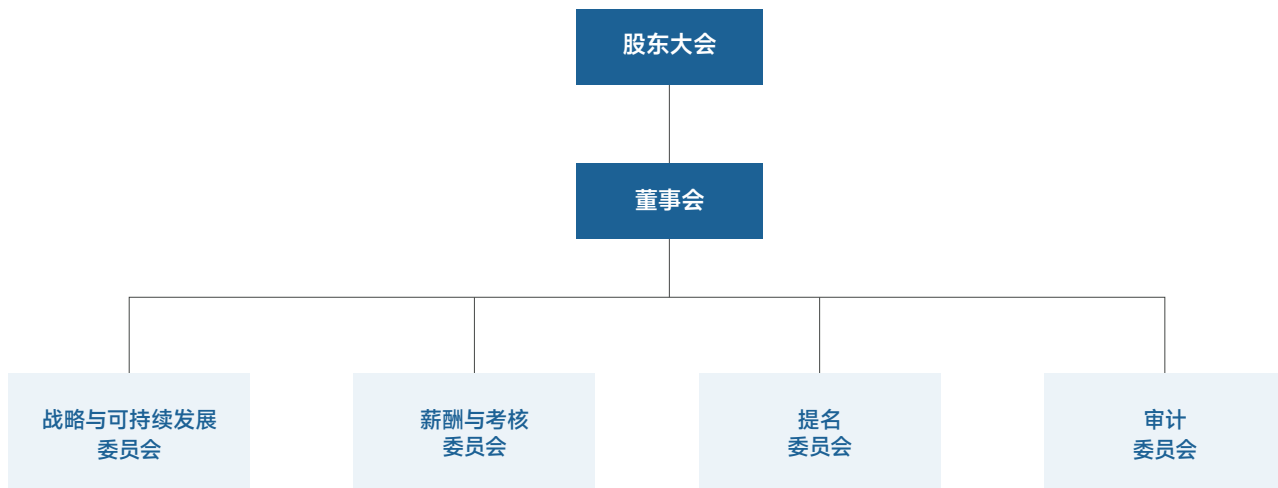 股东大会
董事会
战略与可持续发展
委员会
薪酬与考核
委员会
提名
委员会
审计
委员会